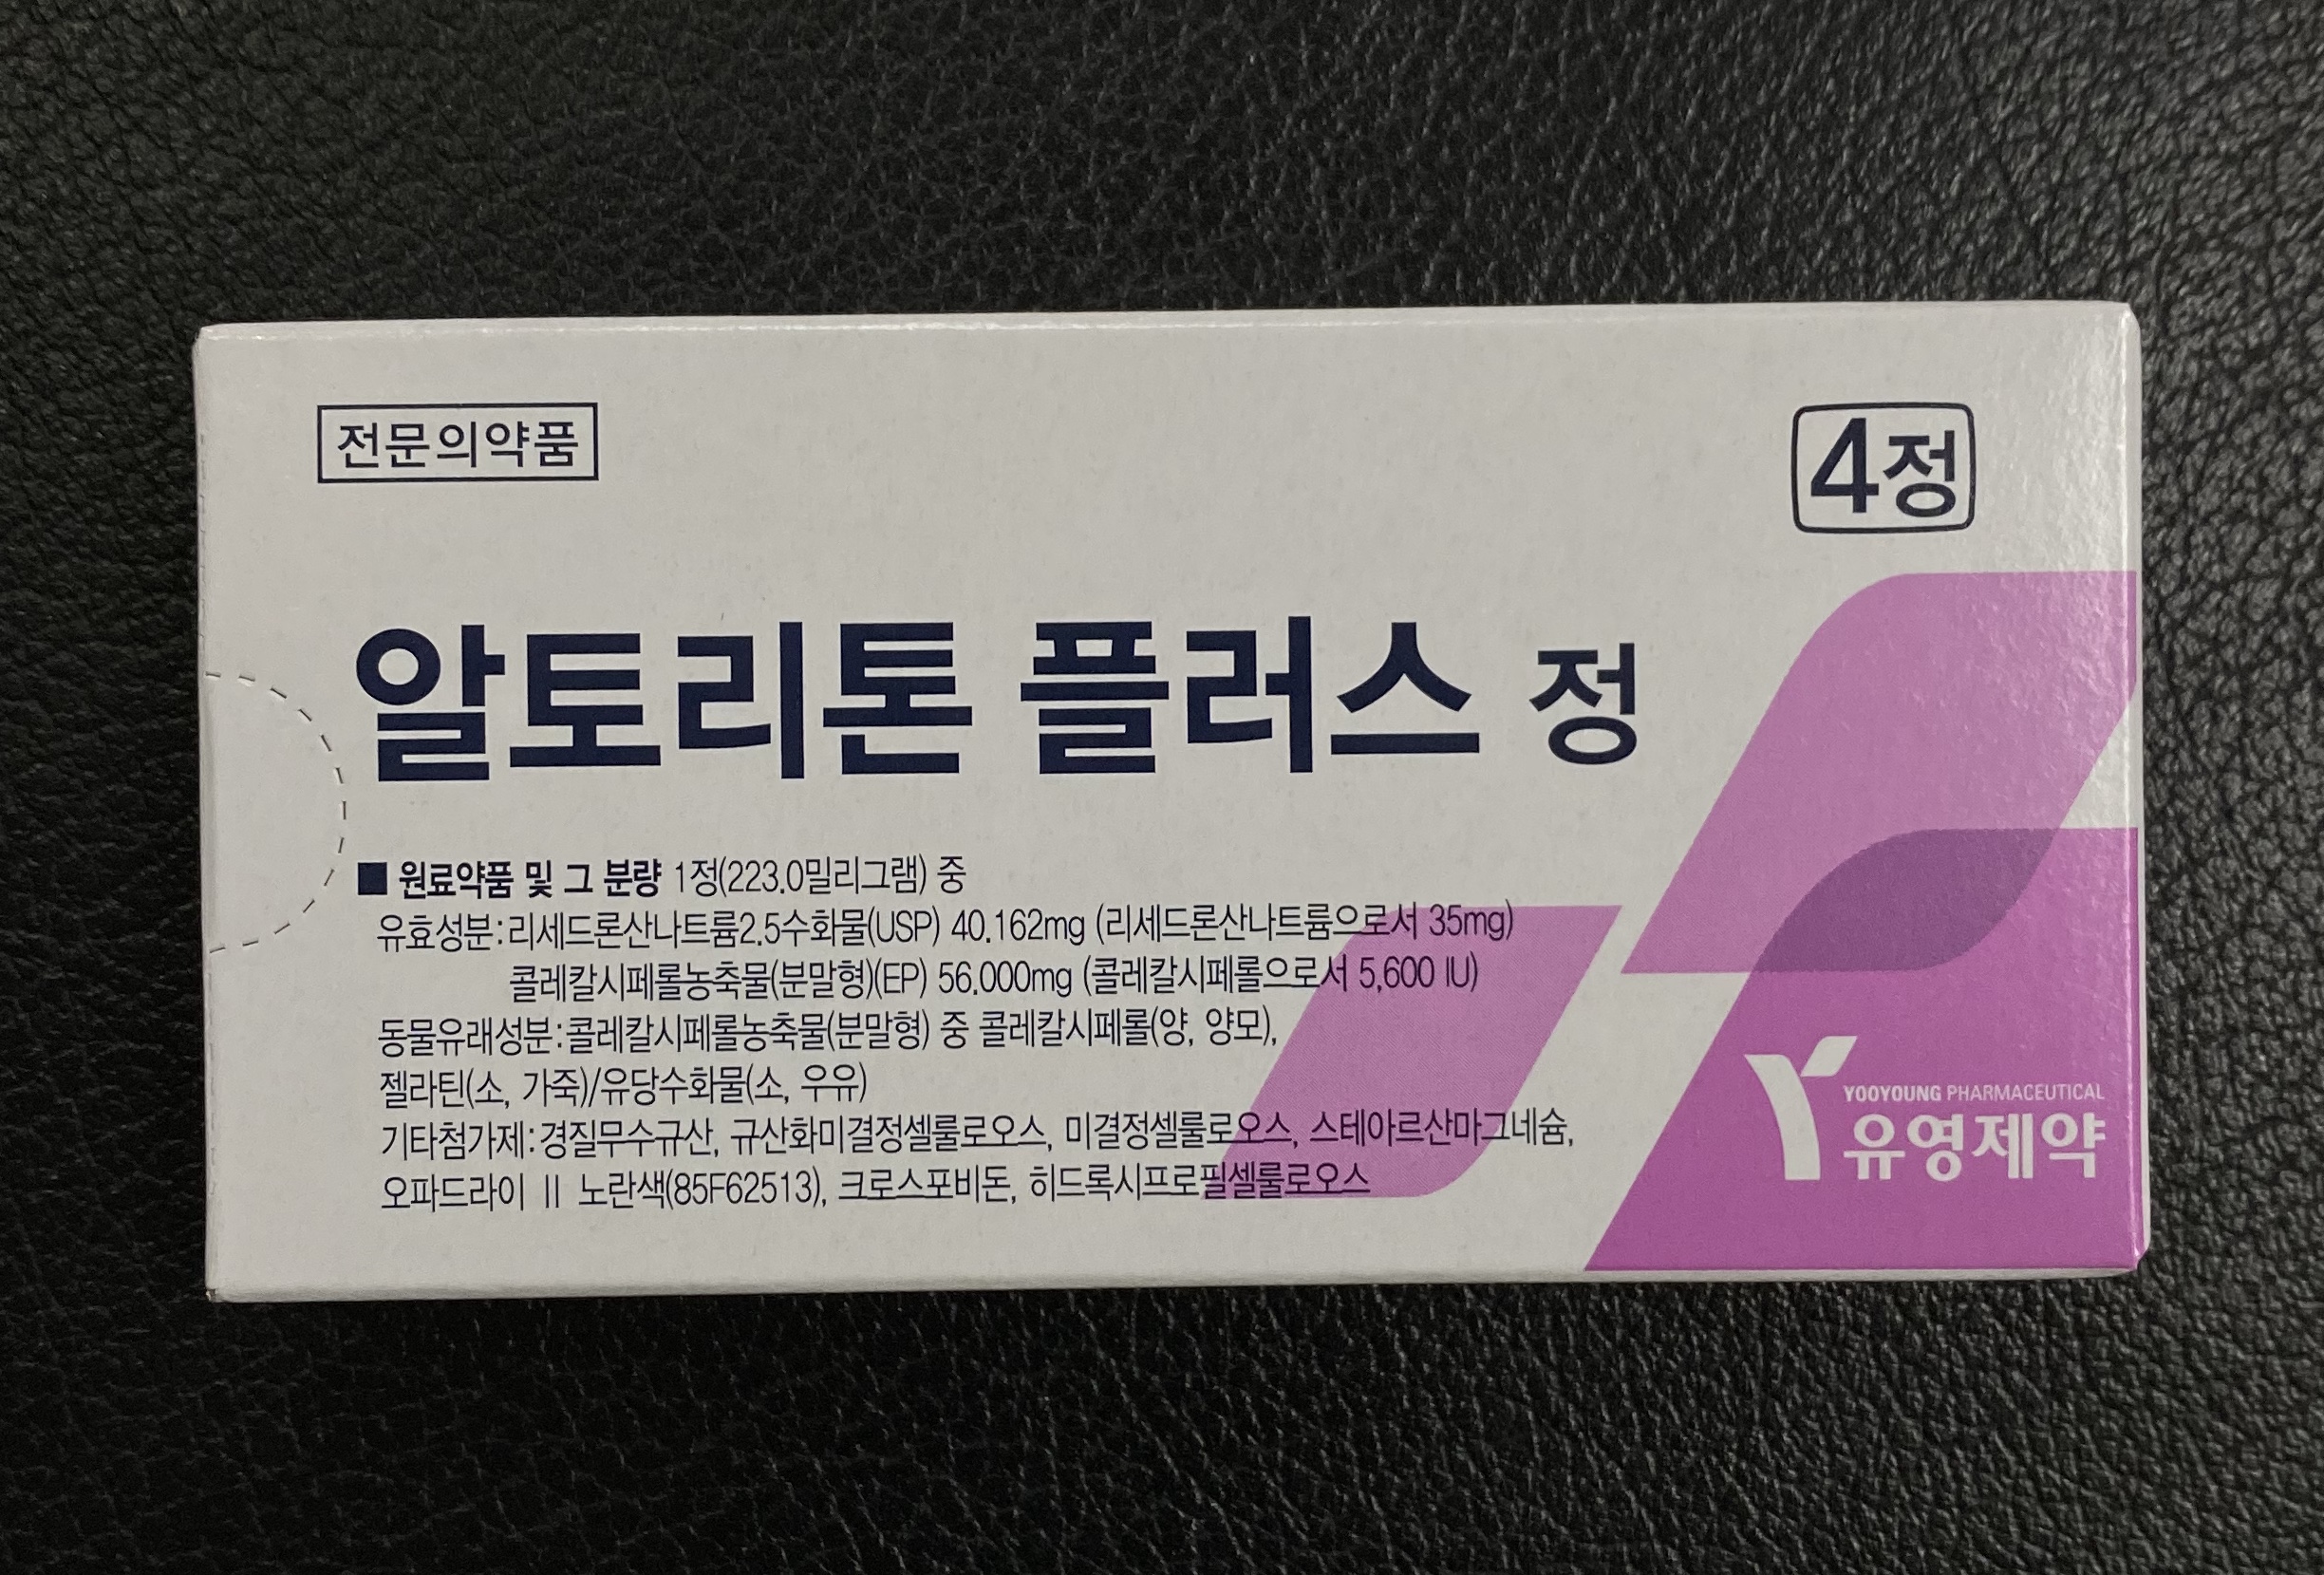 전문의약품
4정
알토리톤 플러스 정
■ 원료약품 및 그 분량 1정(223.0밀리그램) 중
유효성분:리세드론산나트륨2.5수화물(USP) 40.162mg (리세드론산나트륨으로서 35mg)
콜레칼시페롤농축물(분말형)(EP) 56.000mg (콜레칼시페롤으로서 5,600 IU)
동물유래성분:콜레칼시페롤농축물(분말형) 중 콜레칼시페롤(양, 양모),
젤라틴(소, 가죽)/유당수화물(소, 우유)
기타첨가제:경질무수규산, 규산화미결정셀룰로오스, 미결정셀룰로오스, 스테아르산마그네슘,
오파드라이 II 노란색(85F62513), 크로스포비돈, 히드록시프로필셀룰로오스
YOOYOUNG PHARMACEUTICAL
유영제약